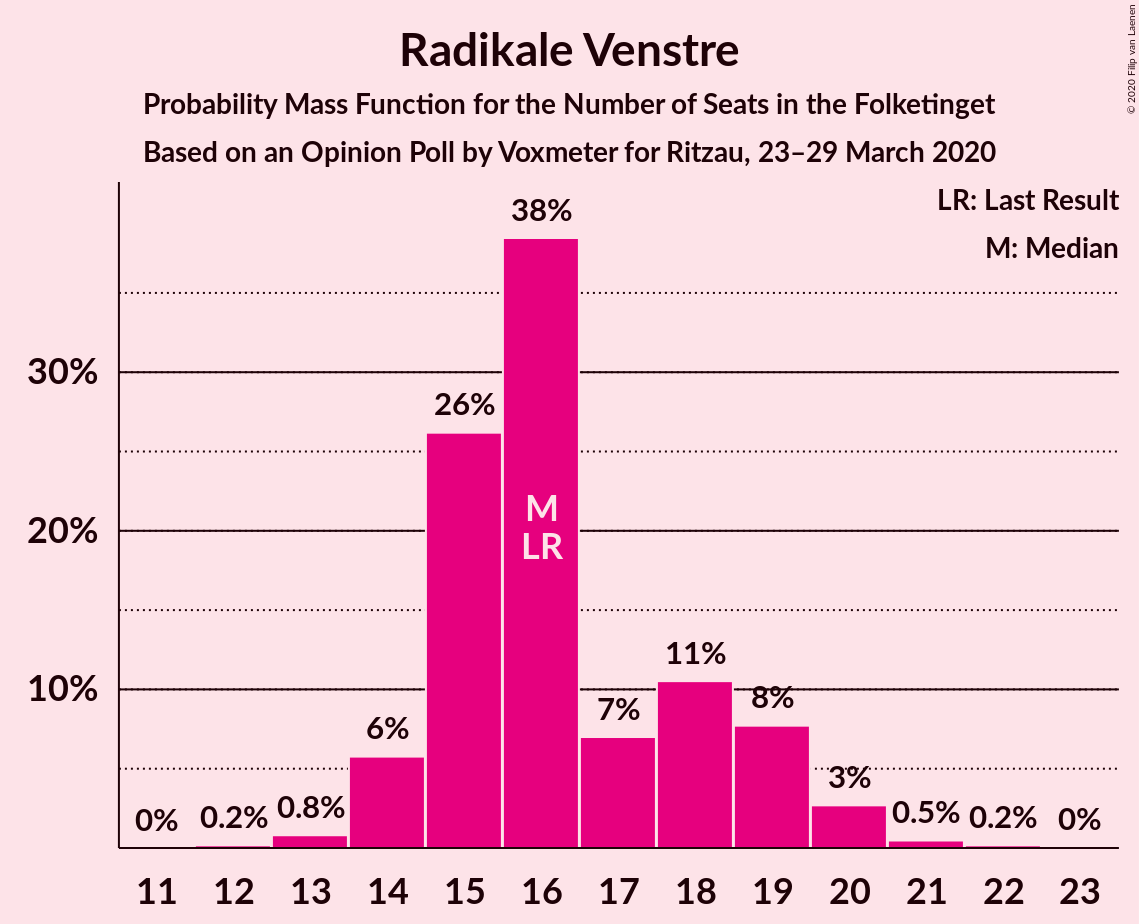 Radikale Venstre
Probability Mass Function for the Number of Seats in the Folketinget
Based on an Opinion Poll by Voxmeter for Ritzau, 23–29 March 2020
© 2020 Filip van Laenen
LR: Last Result
M: Median
38%
30%
26%
M
LR
20%
11%
10%
8%
7%
6%
3%
0%
0.2%
0.8%
0.5%
0.2%
0%
11 12 13 14 15 16 17 18 19 20 21 22 23